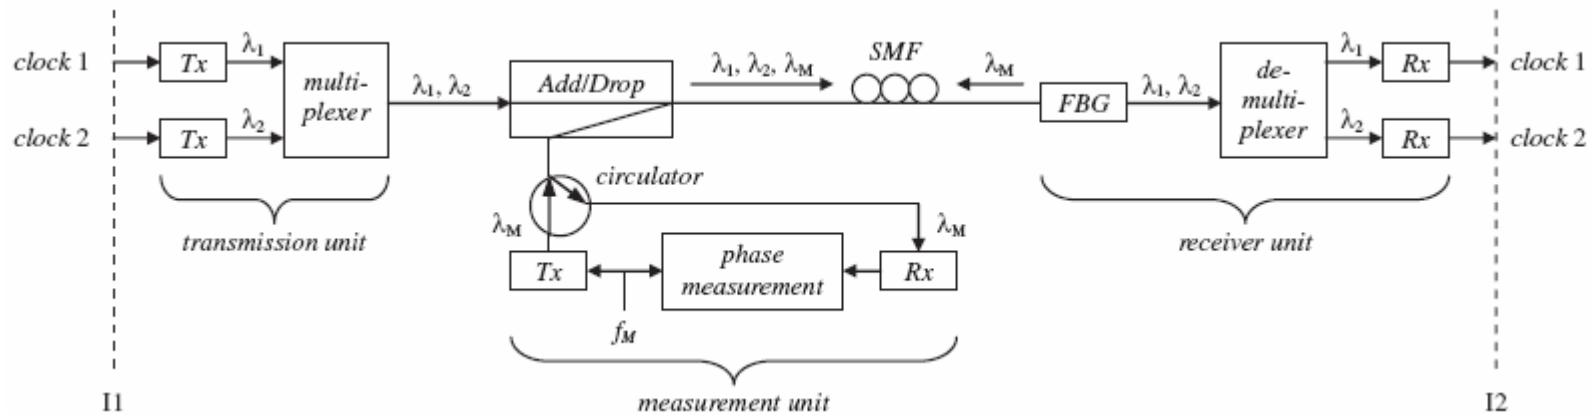 clock 1
Tx
λ1
multi-
plexer
clock 2
Tx
λ2
λ1, λ2
transmission unit
Add/Drop
λ1, λ2, λM
SMF
λM
circulator
λM
Tx
phase
measurement
Rx
λM
fM
measurement unit
FBG
λ1, λ2
de-
multi-
plexer
λ1
Rx
clock 1
λ2
Rx
clock 2
receiver unit
I1
I2